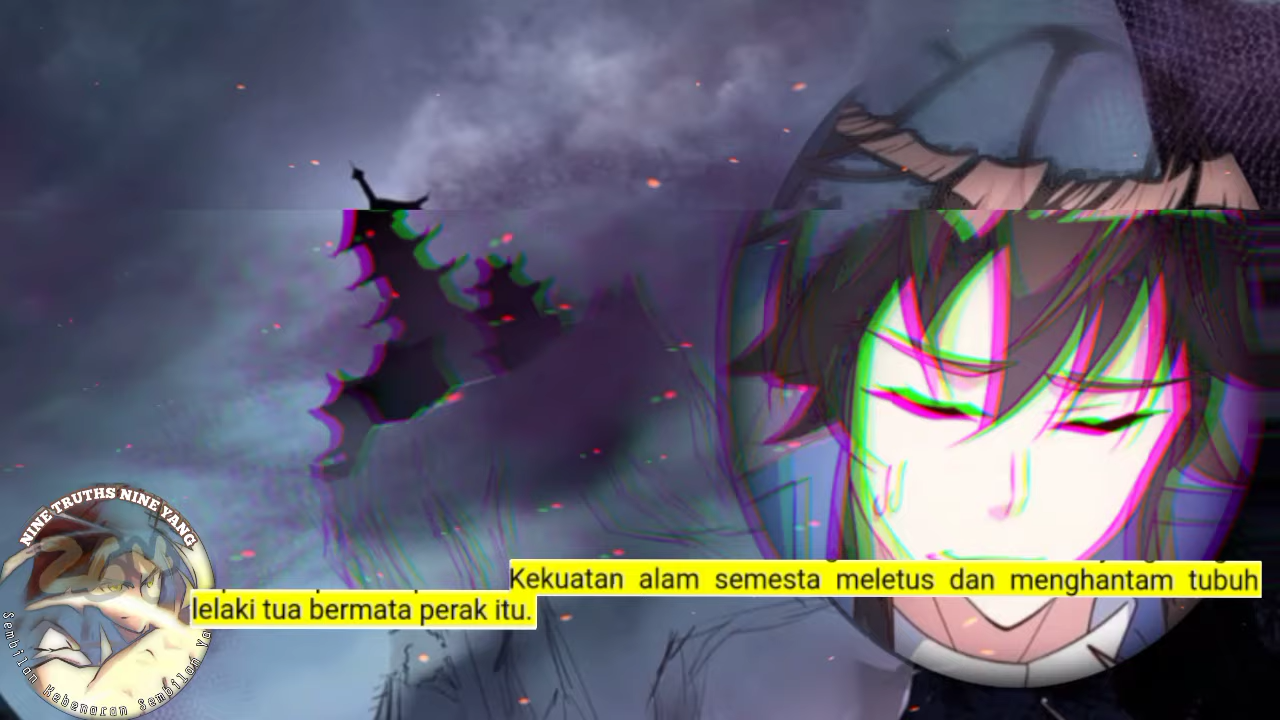 NINE TRUTHS NINE YANG
Kekuatan alam semesta meletus dan menghantam tubuh
lelaki tua bermata perak itu.
Sembilan Kebenaran Sembilan Ya